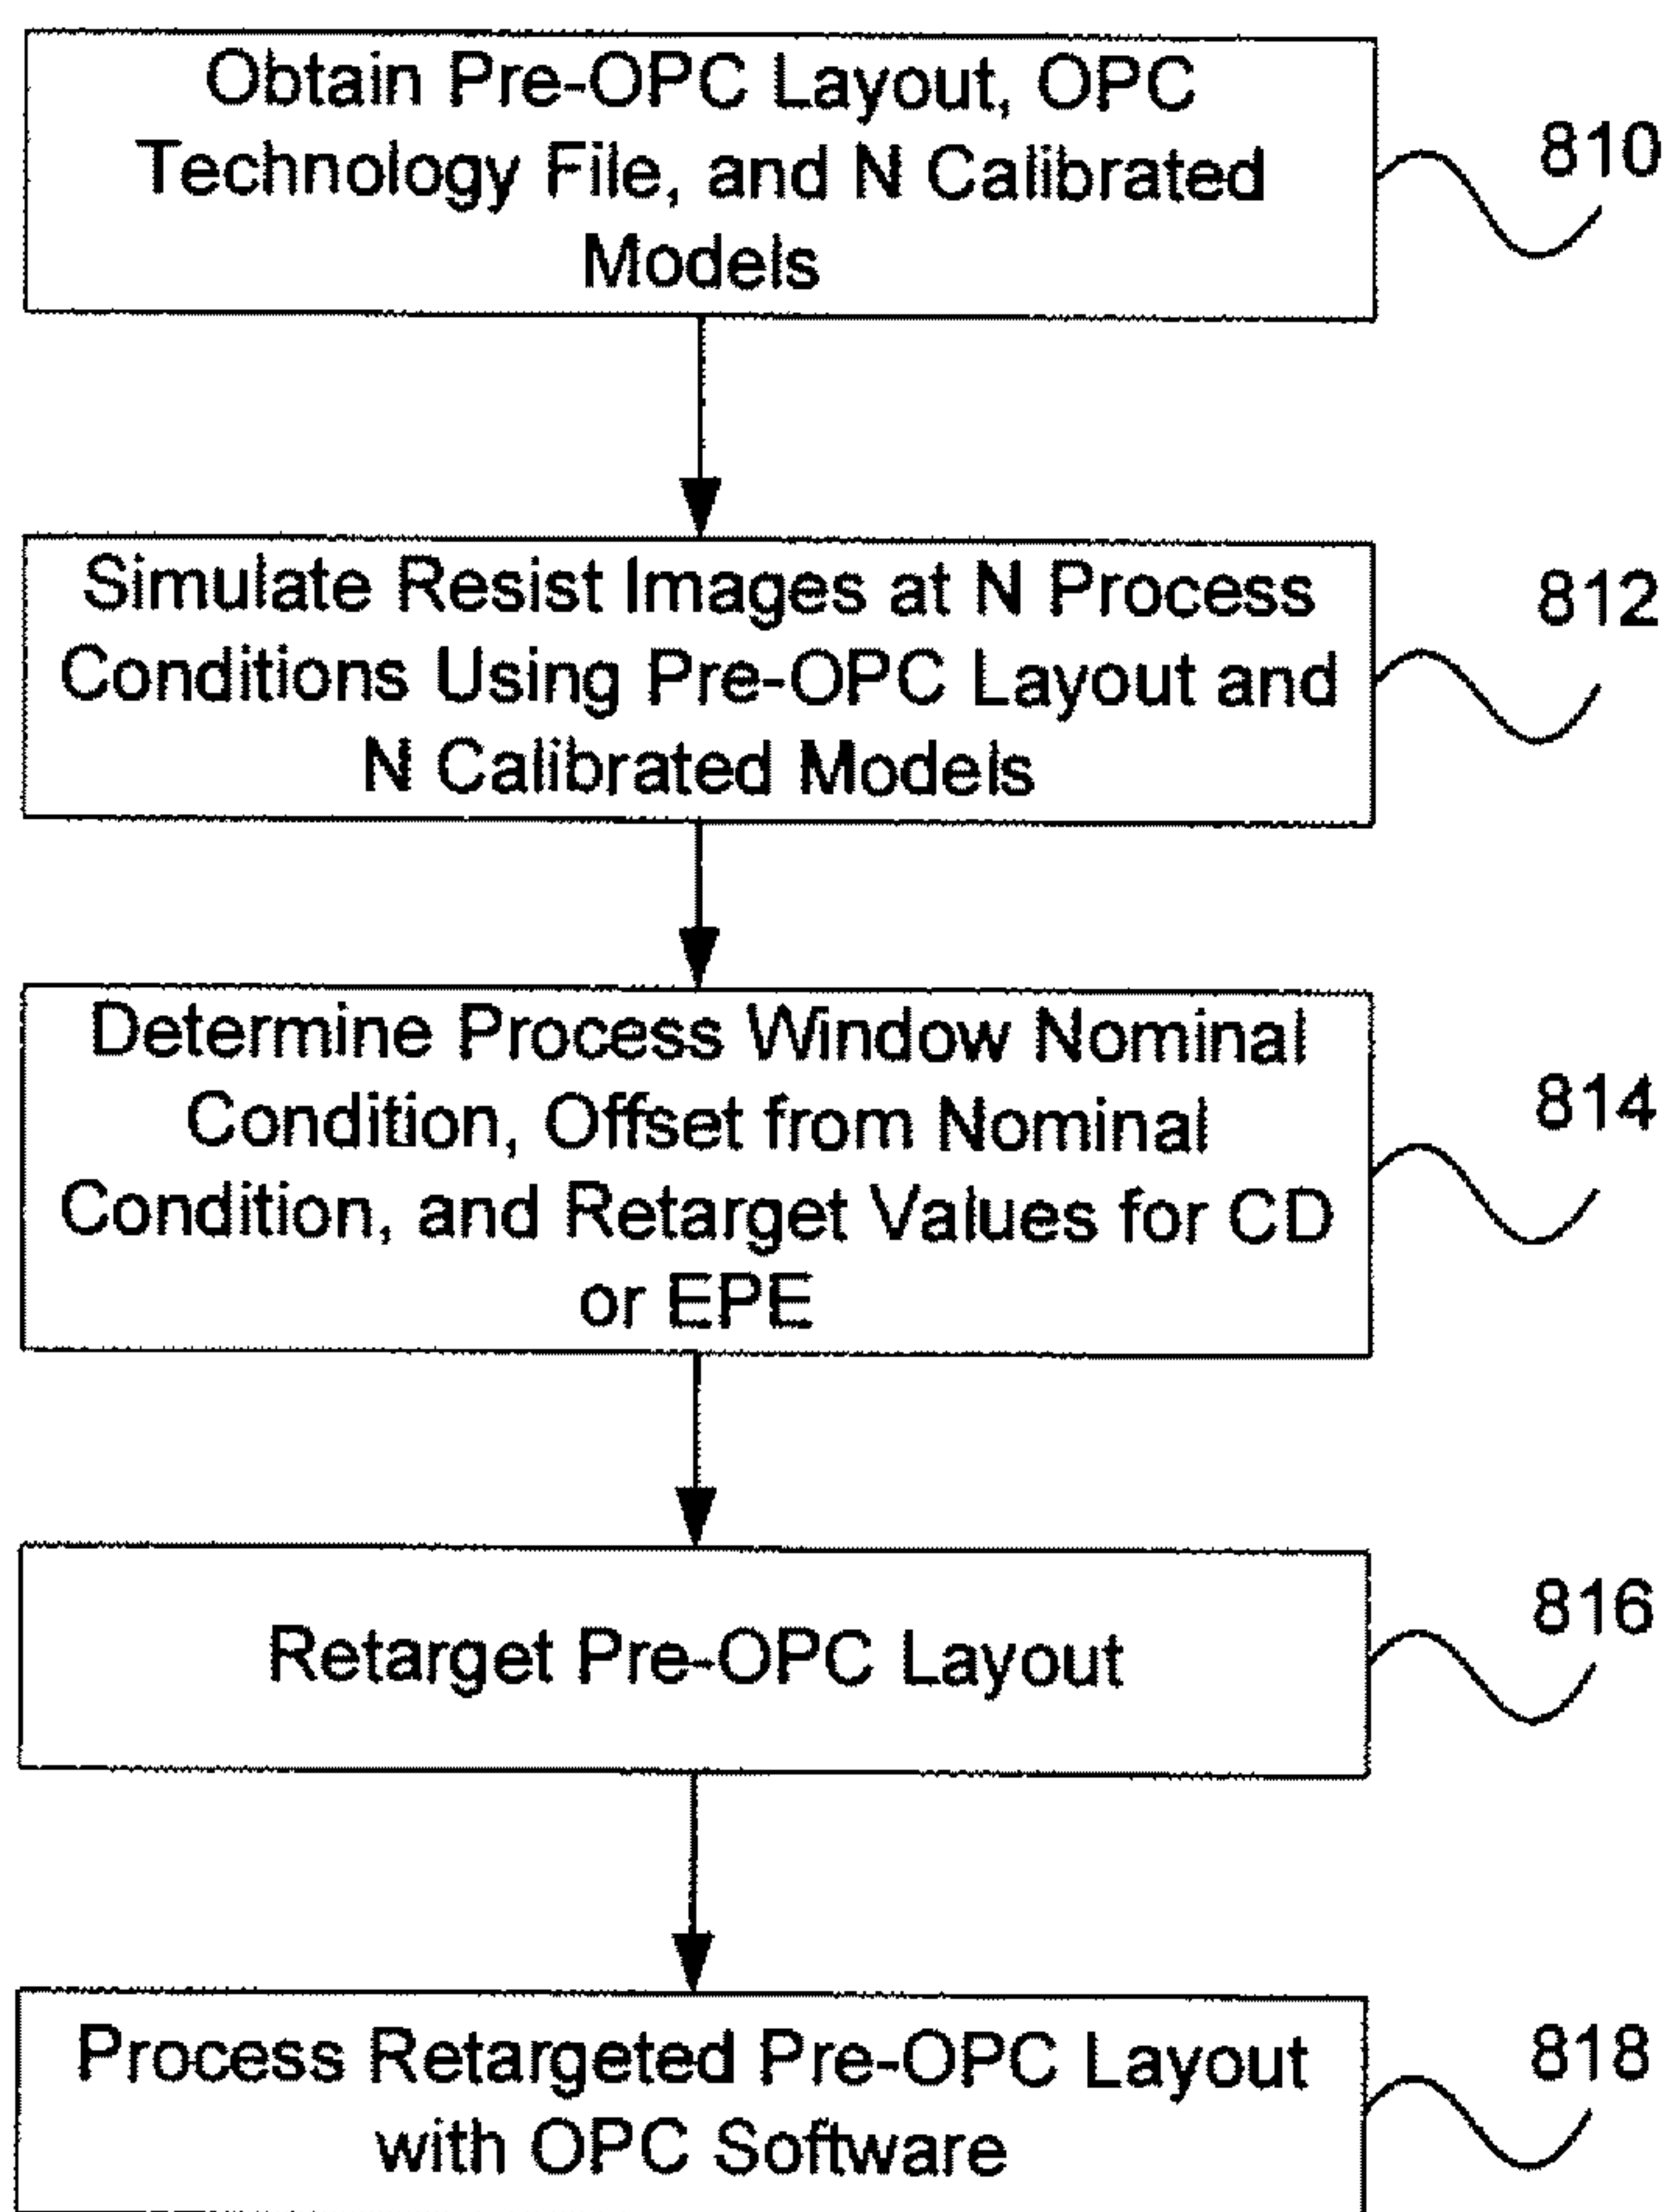 Obtain Pre-OPC Layout, OPC
Technology File, and N Calibrated
Models
810
Simulate Resist Images at N Process
Conditions Using Pre-OPC Layout and
N Calibrated Models
812
Determine Process Window Nominal
Condition, Offset from Nominal
Condition, and Retarget Values for CD
or EPE
814
Retarget Pre-OPC Layout
816
Process Retargeted Pre-OPC Layout
with OPC Software
818